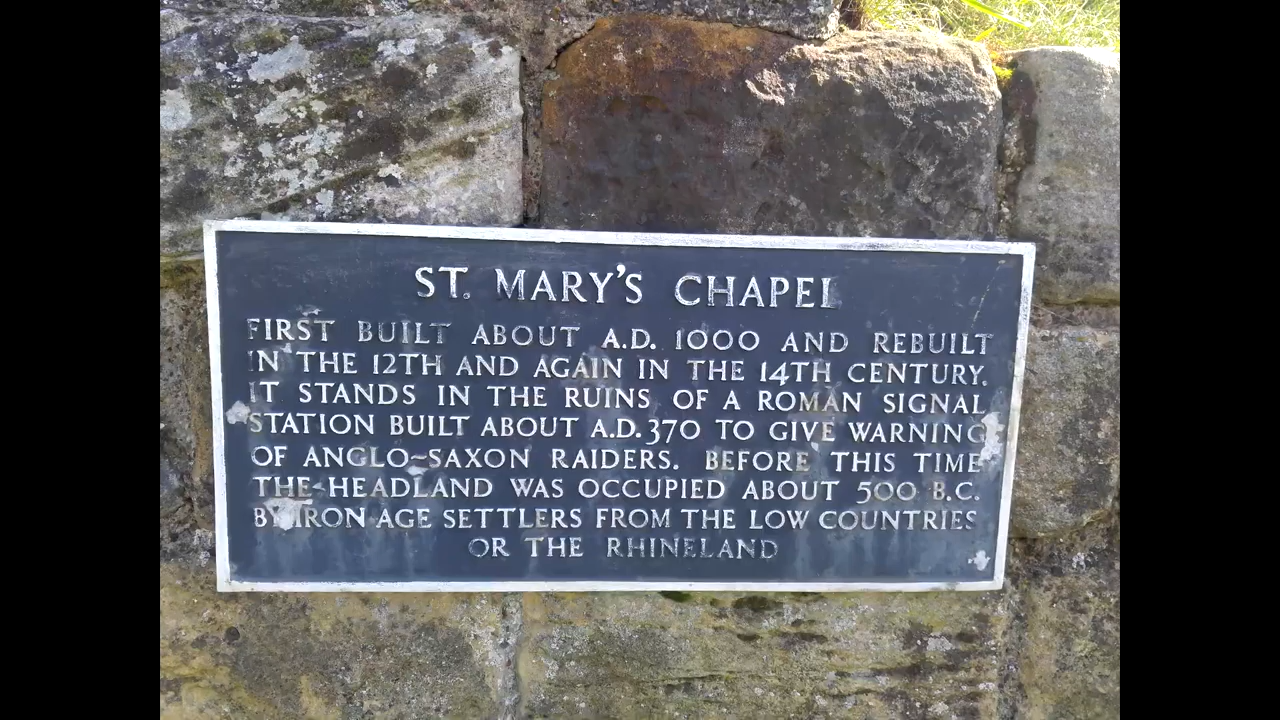 ST. MARY'S CHAPEL
FIRST BUILT ABOUT A.D. 1000 AND REBUILT
IN THE 12TH AND AGAIN IN THE 14TH CENTURY.
IT STANDS IN THE RUINS OF A ROMAN SIGNAL
STATION BUILT ABOUT A.D. 370 TO GIVE WARNING
OF ANGLO-SAXON RAIDERS. BEFORE THIS TIME
THE HEADLAND WAS OCCUPIED ABOUT 500 B.C.
BY IRON AGE SETTLERS FROM THE LOW COUNTRIES
OR THE RHINELAND